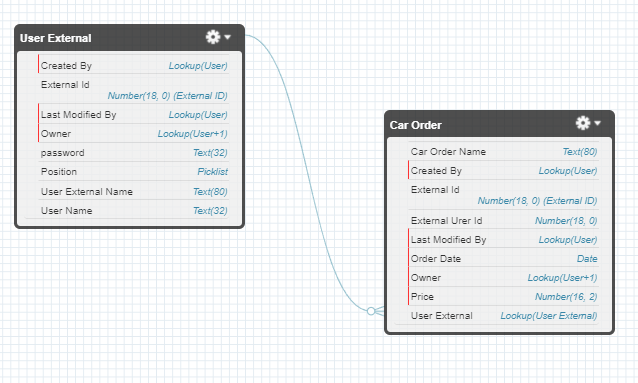 User External
Created By Lookup(User)
External Id
Number(18, 0) (External ID)
Last Modified By Lookup(User)
Owner Lookup(User+1)
password Text(32)
Position Picklist
User External Name Text(80)
User Name Text(32)
Car Order
Car Order Name Text(80)
Created By Lookup(User)
External Id
Number(18, 0) (External ID)
External Urer Id Number(18, 0)
Last Modified By Lookup(User)
Order Date Date
Owner Lookup(User+1)
Price Number(16, 2)
User External Lookup(User External)